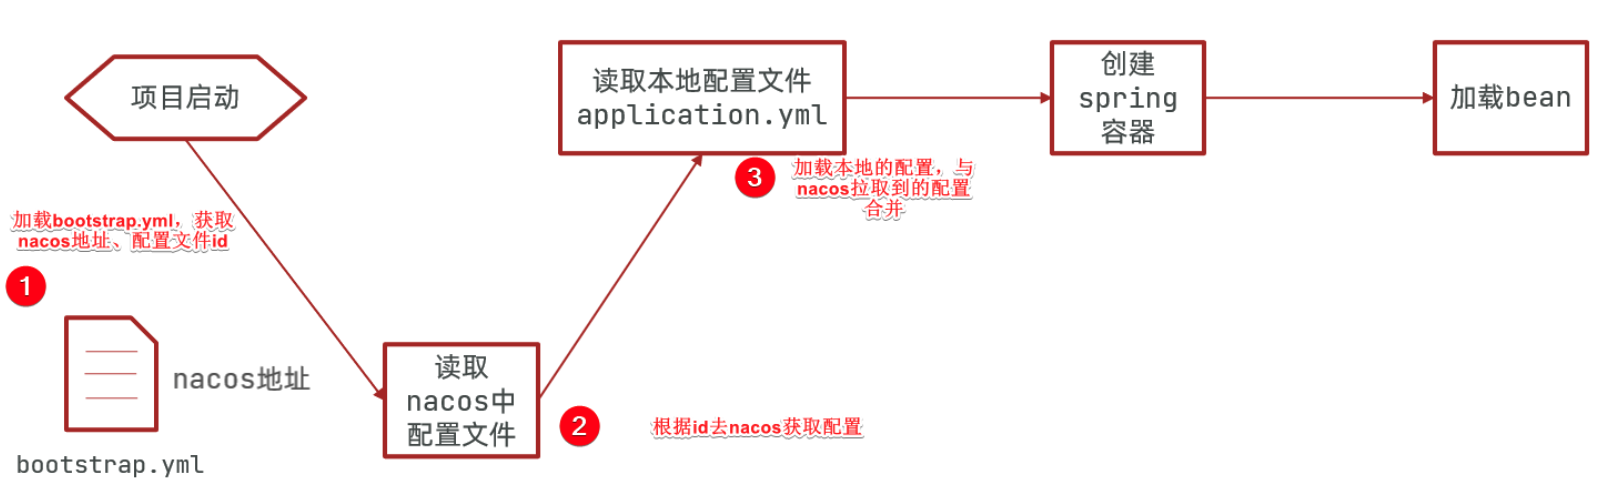 项目启动
加载bootstrap.yml，获取
nacos地址、配置文件id
1
nacos地址
bootstrap.yml
读取
nacos中
配置文件
2
根据id去nacos获取配置
读取本地配置文件
application.yml
3
加载本地的配置，与
nacos拉取到的配置
合并
创建
spring
容器
加载bean